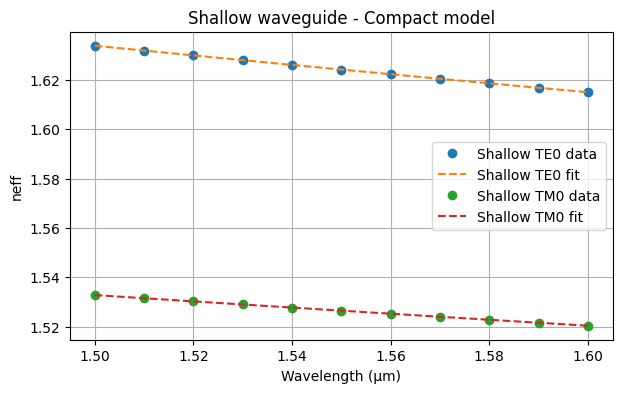 Shallow waveguide - Compact model
neff
1.62
1.60
1.58
1.56
1.54
1.52
Shallow TE0 data
Shallow TE0 fit
Shallow TM0 data
Shallow TM0 fit
1.50 1.52 1.54 1.56 1.58 1.60
Wavelength (μm)